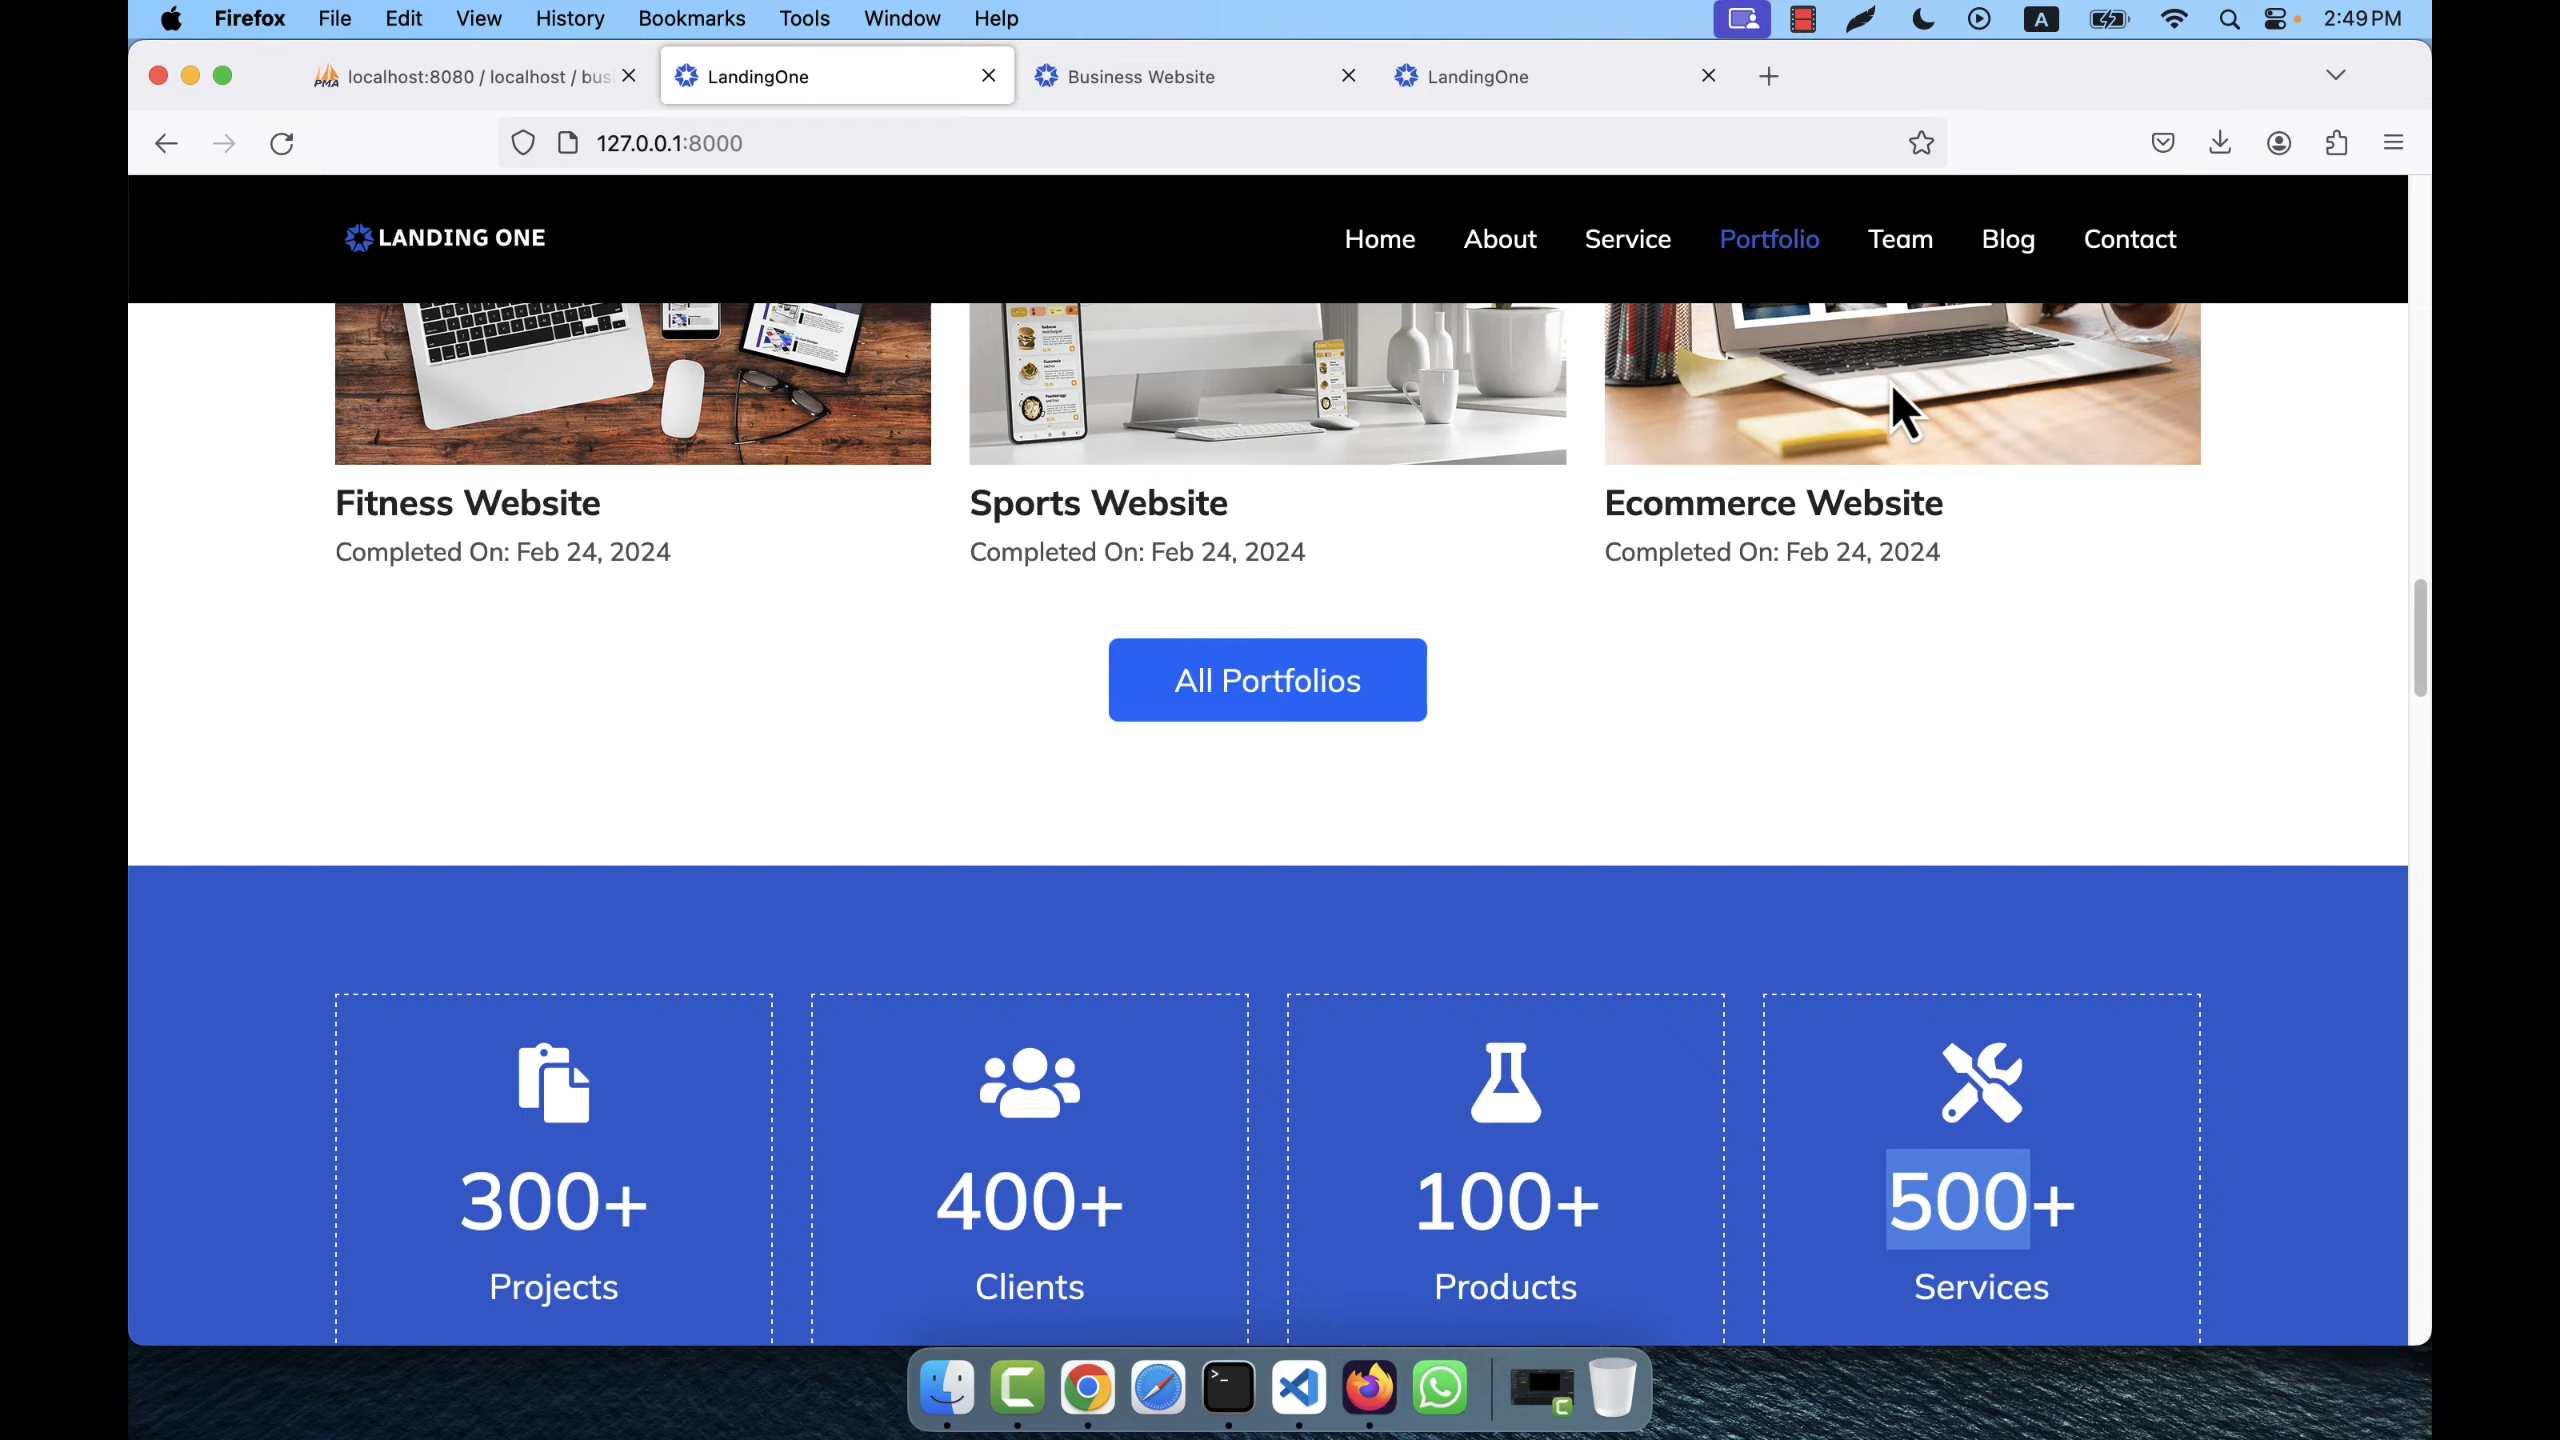 Firefox File Edit View History Bookmarks Tools Window Help A 2:49 PM
PMA localhost:8080 / localhost / bus LandingOne Business Website LandingOne
127.0.0.1:8000
LANDING ONE Home About Service Portfolio Team Blog Contact
Fitness Website Sports Website Ecommerce Website
Completed On: Feb 24, 2024 Completed On: Feb 24, 2024 Completed On: Feb 24, 2024
All Portfolios
300+ 400+ 100+ 500+
Projects Clients Products Services